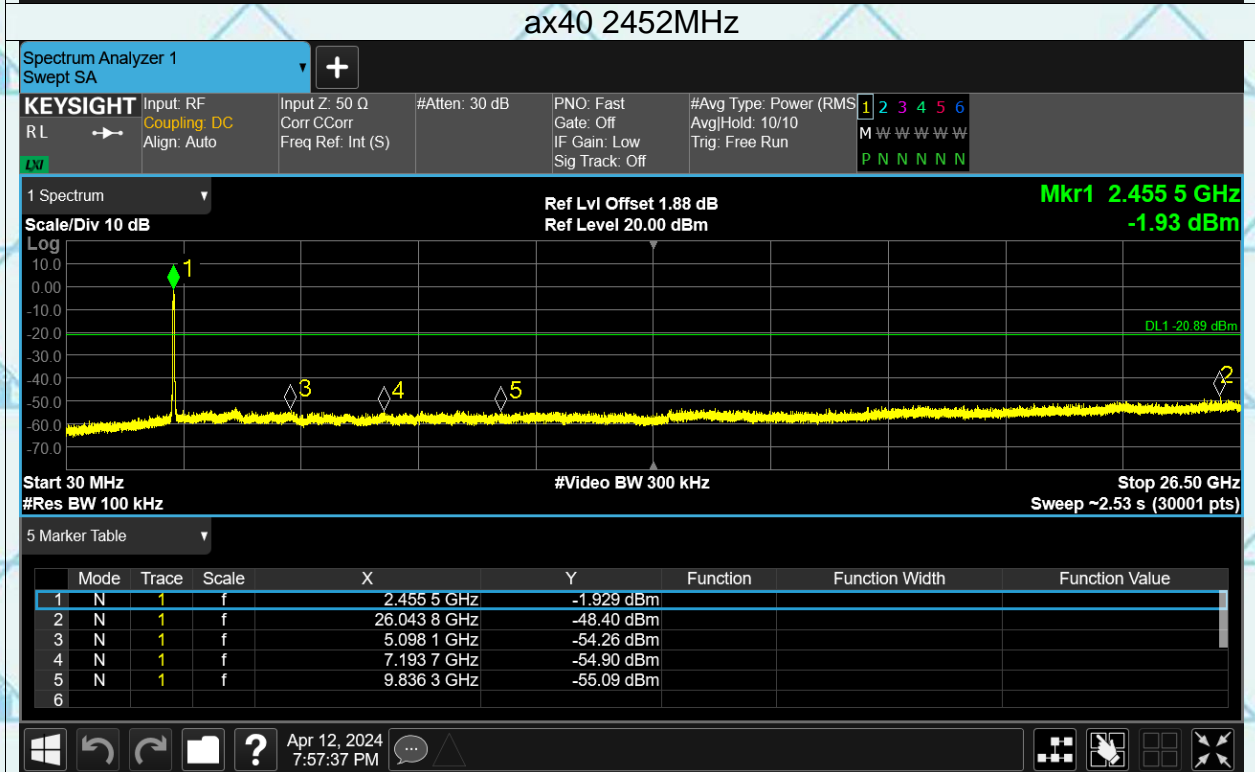 ax40 2452MHz
Spectrum Analyzer 1
Swept SA
KEYSIGHT Input: RF Input Z: 50 Ω #Atten: 30 dB PNO: Fast #Avg Type: Power (RMS 1 2 3 4 5 6
R L Coupling: DC Corr CCorr Gate: Off Avg|Hold: 10/10 M W W W W W
Align: Auto Freq Ref: Int (S) IF Gain: Low Trig: Free Run
LXI Sig Track: Off P N N N N N
1 Spectrum Ref Lvl Offset 1.88 dB Mkr1 2.455 5 GHz
Scale/Div 10 dB Ref Level 20.00 dBm -1.93 dBm
Log
10.0 1
0.00
-10.0
-20.0 DL1 -20.89 dBm
-30.0
-40.0 3 4 5 2
-50.0
-60.0
-70.0
Start 30 MHz #Video BW 300 kHz Stop 26.50 GHz
#Res BW 100 kHz Sweep ~2.53 s (30001 pts)
5 Marker Table
Mode Trace Scale X Y Function Function Width Function Value
1 N 1 f 2.455 5 GHz -1.929 dBm
2 N 1 f 26.043 8 GHz -48.40 dBm
3 N 1 f 5.098 1 GHz -54.26 dBm
4 N 1 f 7.193 7 GHz -54.90 dBm
5 N 1 f 9.836 3 GHz -55.09 dBm
6
? Apr 12, 2024
7:57:37 PM